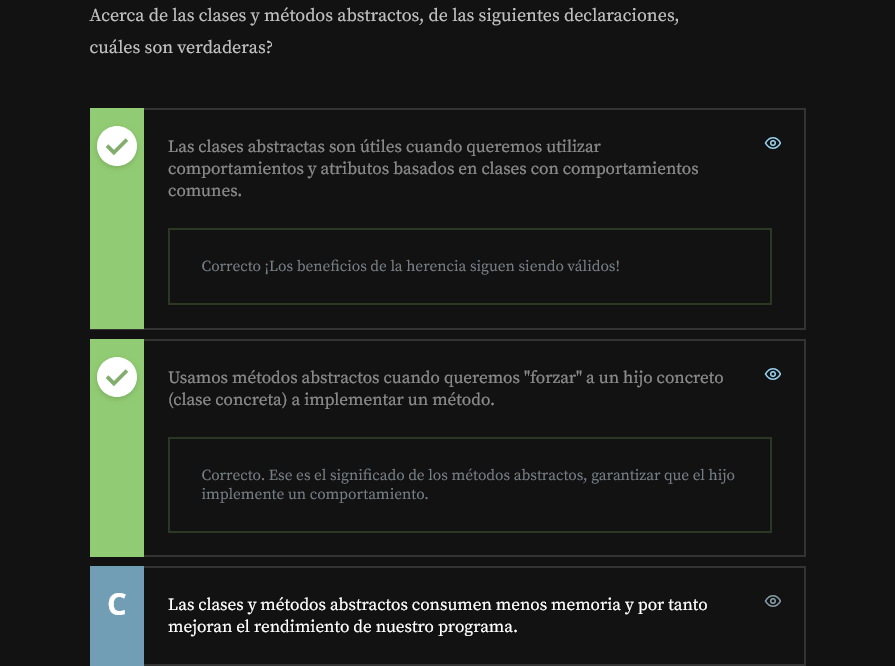 Acerca de las clases y métodos abstractos, de las siguientes declaraciones,
cuáles son verdaderas?
Las clases abstractas son útiles cuando queremos utilizar
comportamientos y atributos basados en clases con comportamientos
comunes.
Correcto ¡Los beneficios de la herencia siguen siendo válidos!
Usamos métodos abstractos cuando queremos "forzar" a un hijo concreto
(clase concreta) a implementar un método.
Correcto. Ese es el significado de los métodos abstractos, garantizar que el hijo
implemente un comportamiento.
C
Las clases y métodos abstractos consumen menos memoria y por tanto
mejoran el rendimiento de nuestro programa.